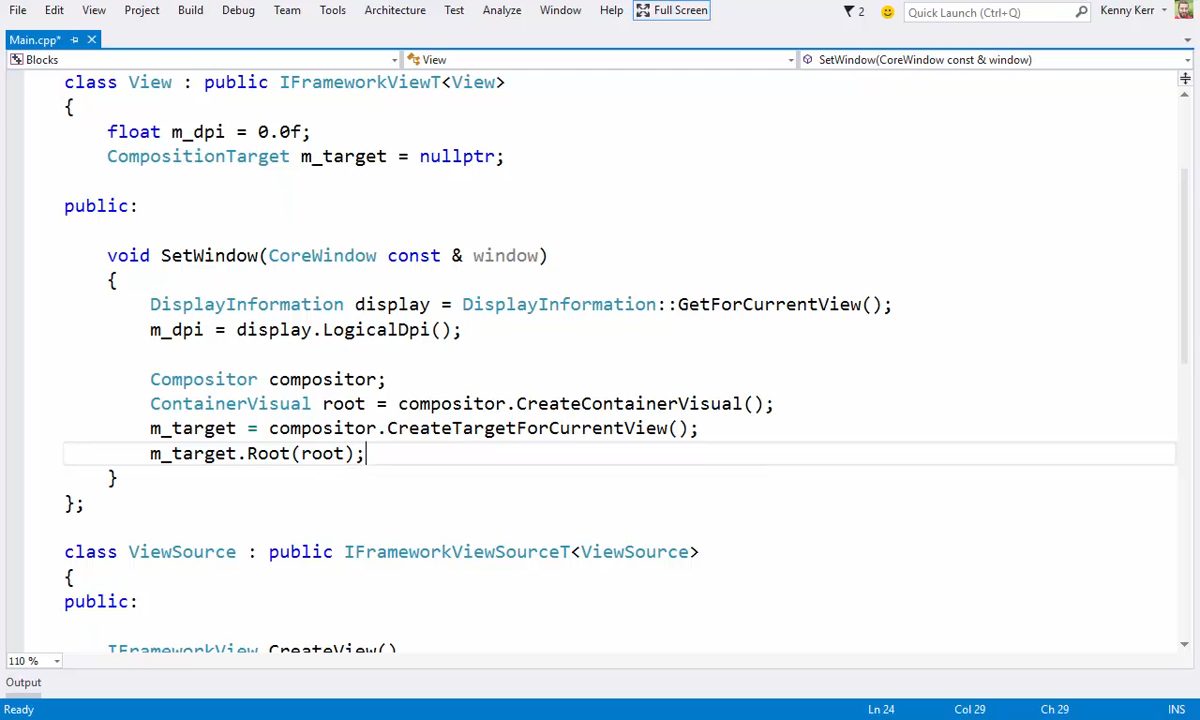 File Edit View Project Build Debug Team Tools Architecture Test Analyze Window Help Full Screen 2 Quick Launch (Ctrl+Q) Kenny Kerr
Main.cpp*
Blocks View SetWindow(CoreWindow const & window)
class View : public IFrameworkViewT<View>
{
float m_dpi = 0.0f;
CompositionTarget m_target = nullptr;
public:
void SetWindow(CoreWindow const & window)
{
DisplayInformation display = DisplayInformation::GetForCurrentView();
m_dpi = display.LogicalDpi();
Compositor compositor;
ContainerVisual root = compositor.CreateContainerVisual();
m_target = compositor.CreateTargetForCurrentView();
m_target.Root(root);
}
};
class ViewSource : public IFrameworkViewSourceT<ViewSource>
{
public:
IFrameworkView CreateView()
110 %
Output
Ready Ln 24 Col 29 Ch 29 INS